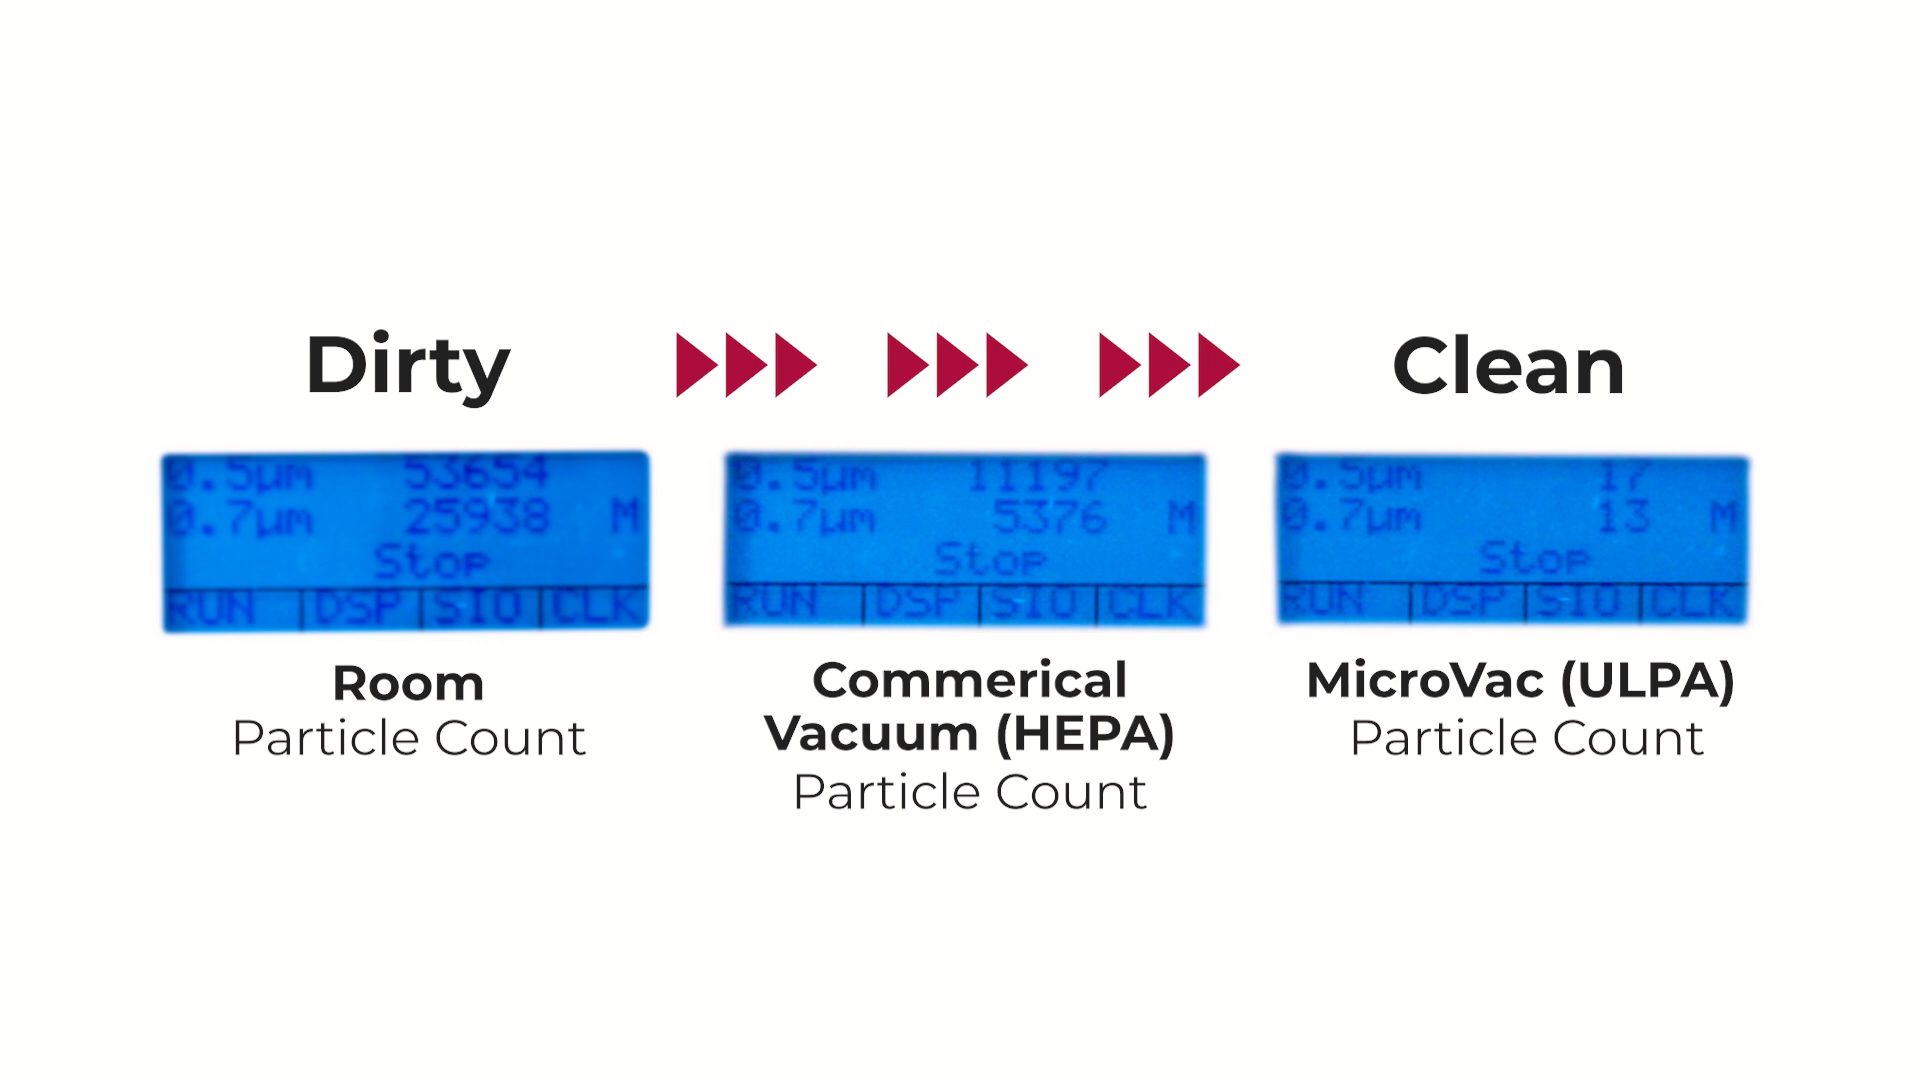 Dirty
Clean
0.5µm 53654
0.7µm 25938 M
Stop
RUN DSP SIO CLK
Room
Particle Count
0.5µm 11197
0.7µm 5376 M
Stop
RUN DSP SIO CLK
Commerical
Vacuum (HEPA)
Particle Count
0.5µm 17
0.7µm 13 M
Stop
RUN DSP SIO CLK
MicroVac (ULPA)
Particle Count